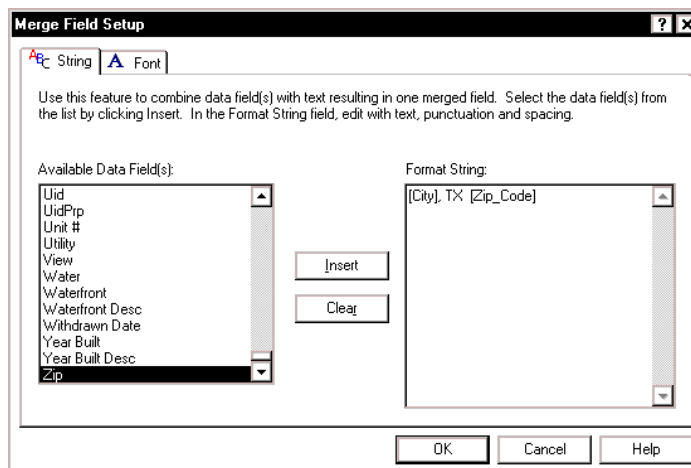 Merge Field Setup
ABC String A Font
Use this feature to combine data field(s) with text resulting in one merged field. Select the data field(s) from
the list by clicking Insert. In the Format String field, edit with text, punctuation and spacing.
Available Data Field(s):
Uid
UidPrp
Unit #
Utility
View
Water
Waterfront
Waterfront Desc
Withdrawn Date
Year Built
Year Built Desc
Zip
Insert
Clear
Format String:
[City], TX [Zip_Code]
OK Cancel Help